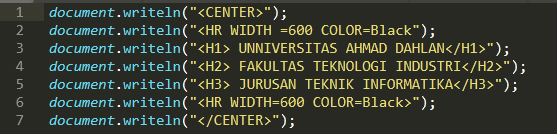 1 document.writeln("<CENTER>");
2 document.writeln("<HR WIDTH =600 COLOR=Black");
3 document.writeln("<H1> UNNIVERSITAS AHMAD DAHLAN</H1>");
4 document.writeln("<H2> FAKULTAS TEKNOLOGI INDUSTRI</H2>");
5 document.writeln("<H3> JURUSAN TEKNIK INFORMATIKA</H3>");
6 document.writeln("<HR WIDTH=600 COLOR=Black>");
7 document.writeln("</CENTER>");